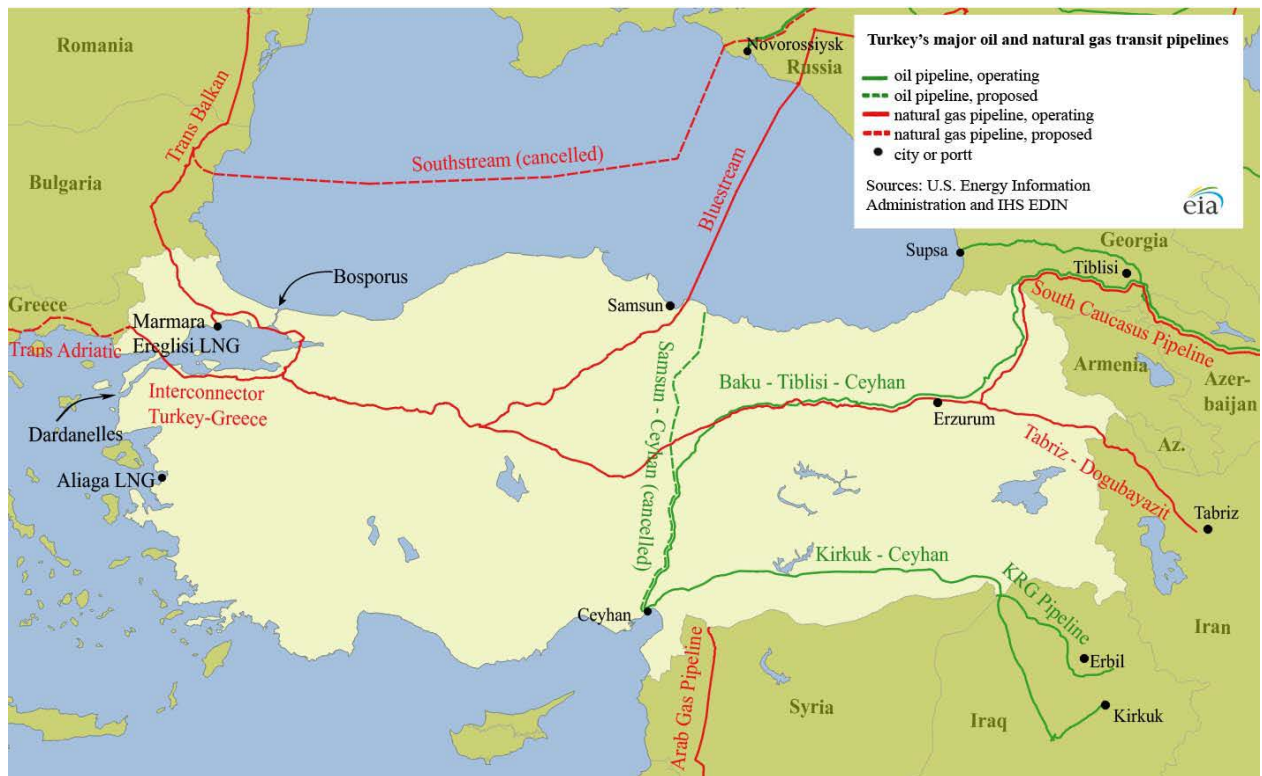 Turkey's major oil and natural gas transit pipelines
oil pipeline, operating
oil pipeline, proposed
natural gas pipeline, operating
natural gas pipeline, proposed
city or portt
Sources: U.S. Energy Information
Administration and IHS EDIN
eia
Romania
Novorossiysk
Russia
Trans Balkan
Southstream (cancelled)
Bluestream
Bulgaria
Supsa
Georgia
Tiblisi
Bosporus
South Caucasus Pipeline
Greece
Samsun
Marmara
Ereglisi LNG
Trans Adriatic
Armenia
Azer-
baijan
Interconnector
Turkey-Greece
Samsun - Ceyhan (cancelled)
Baku - Tiblisi - Ceyhan
Erzurum
Dardanelles
Tabriz - Dogubayazit
Az.
Aliaga LNG
Tabriz
Kirkuk - Ceyhan
KRG Pipeline
Ceyhan
Iran
Erbil
Arab Gas Pipeline
Syria
Iraq
Kirkuk